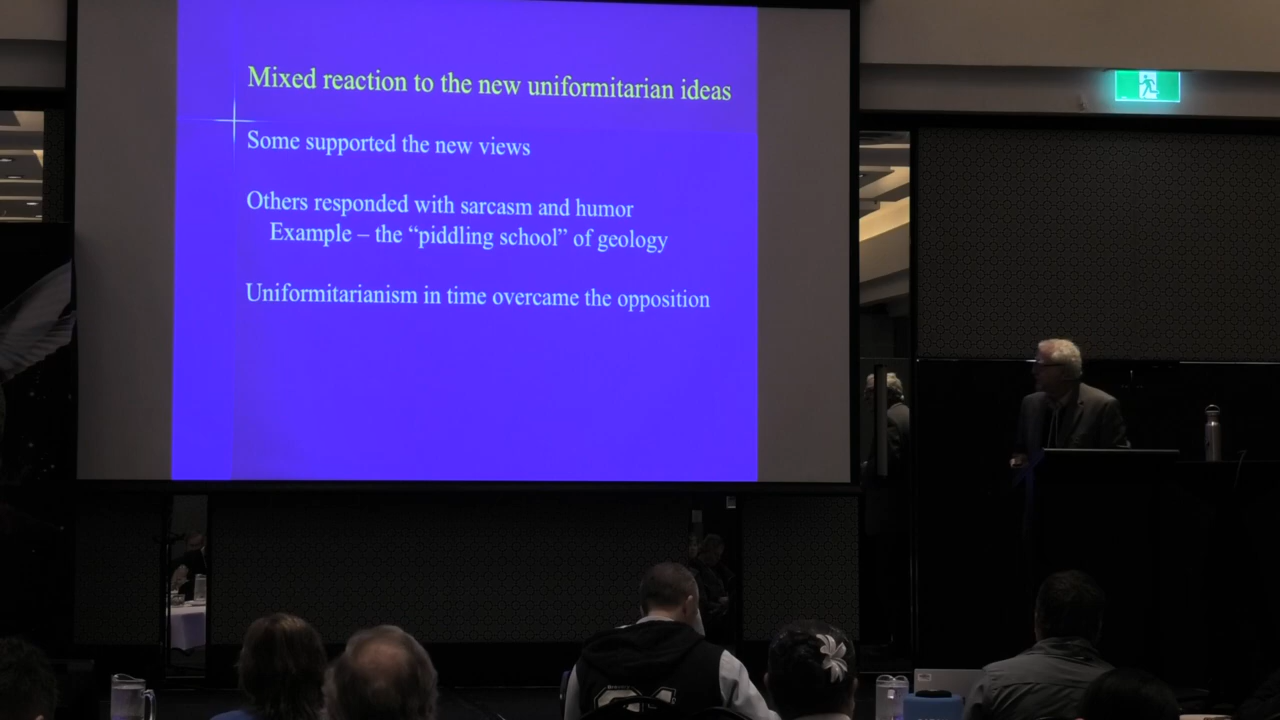 Mixed reaction to the new uniformitarian ideas
Some supported the new views
Others responded with sarcasm and humor
Example – the “piddling school” of geology
Uniformitarianism in time overcame the opposition